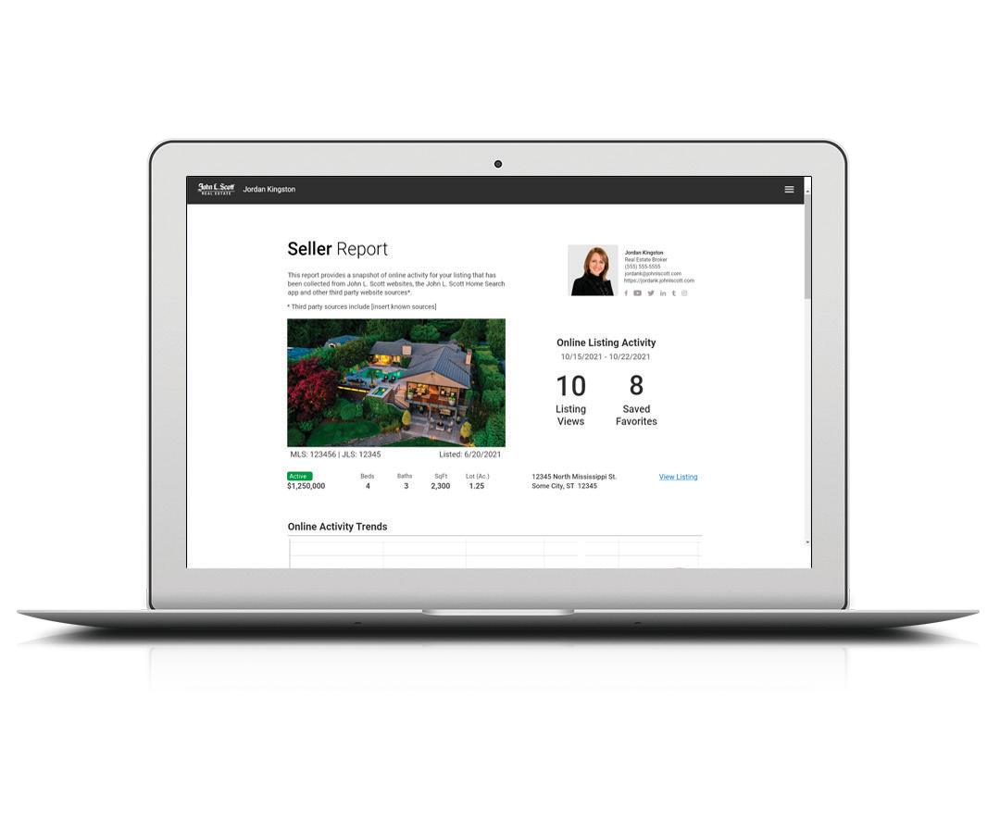 John L. Scott
REAL ESTATE
Jordan Kingston
Seller Report
This report provides a snapshot of online activity for your listing that has
been collected from John L. Scott websites, the John L. Scott Home Search
app and other third party website sources*.
* Third party sources include [insert known sources]
Jordan Kingston
Real Estate Broker
(555) 555-5555
jordank@johnlscott.com
https://jordank.johnlscott.com
Online Listing Activity
10/15/2021 - 10/22/2021
10 8
Listing Saved
Views Favorites
MLS: 123456 | JLS: 12345 Listed: 6/20/2021
Active Beds Baths SqFt Lot (Ac.)
$1,250,000 4 3 2,300 1.25
12345 North Mississippi St. View Listing
Some City, ST 12345
Online Activity Trends